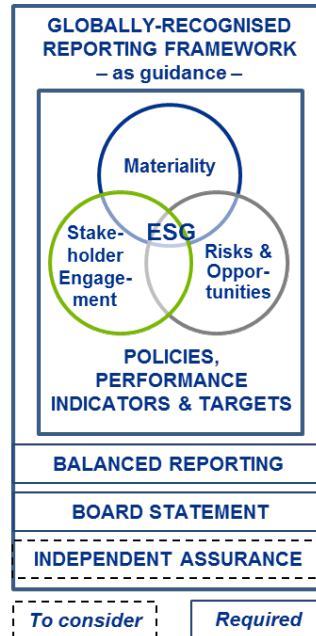 GLOBALLY-RECOGNISED
REPORTING FRAMEWORK
– as guidance –
Materiality
ESG
Stake-
holder
Engage-
ment
Risks &
Oppor-
tunities
POLICIES,
PERFORMANCE
INDICATORS & TARGETS
BALANCED REPORTING
BOARD STATEMENT
INDEPENDENT ASSURANCE
To consider
Required